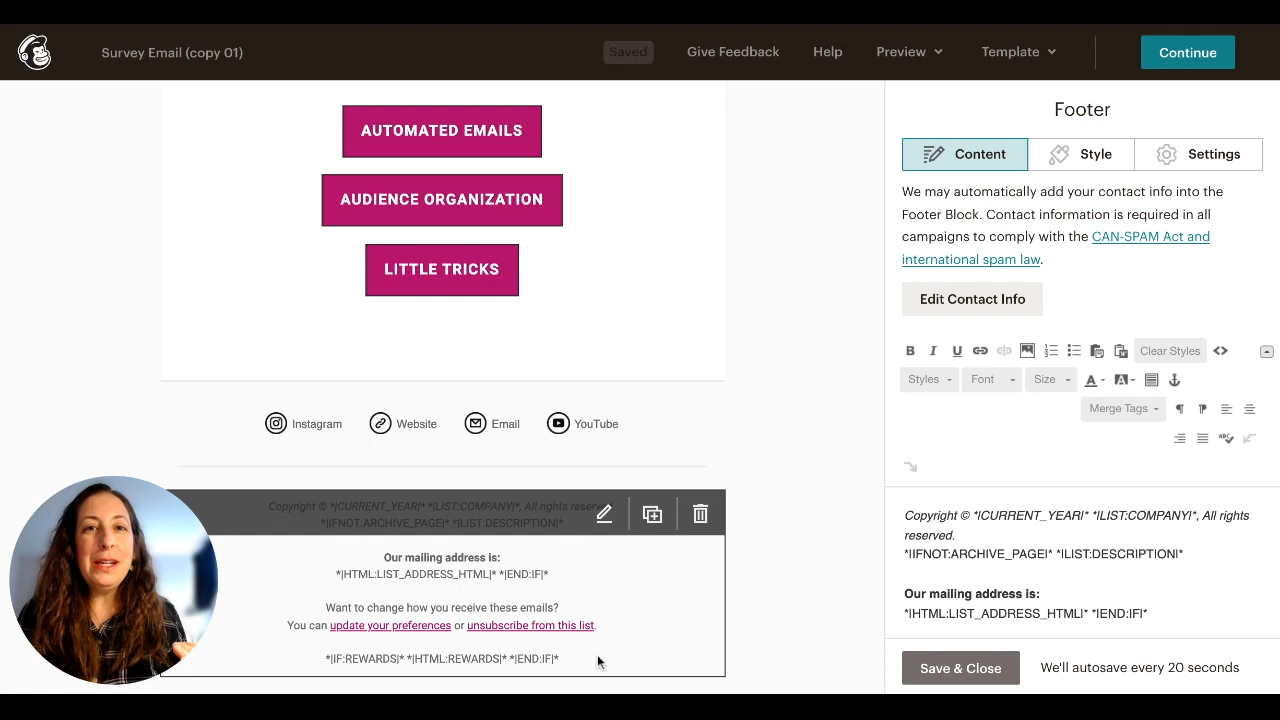 Survey Email (copy 01)
Saved
Give Feedback
Help
Preview
Template
Continue
AUTOMATED EMAILS
AUDIENCE ORGANIZATION
LITTLE TRICKS
Instagram
Website
Email
YouTube
Copyright © *|CURRENT_YEAR|* *|LIST:COMPANY|*, All rights reserved
*|IFNOT:ARCHIVE_PAGE|* *|LIST:DESCRIPTION|*
Our mailing address is:
*|HTML:LIST_ADDRESS_HTML|* *|END:IF|*
Want to change how you receive these emails?
You can update your preferences or unsubscribe from this list.
*|IF:REWARDS|* *|HTML:REWARDS|* *|END:IF|*
Footer
Content
Style
Settings
We may automatically add your contact info into the
Footer Block. Contact information is required in all
campaigns to comply with the CAN-SPAM Act and
international spam law.
Edit Contact Info
B I U
Clear Styles
Styles
Font
Size
A
A
Merge Tags
ABC
Copyright © *|CURRENT_YEAR|* *|LIST:COMPANY|*, All rights
reserved.
*|IFNOT:ARCHIVE_PAGE|* *|LIST:DESCRIPTION|*
Our mailing address is:
*|HTML:LIST_ADDRESS_HTML|* *|END:IF|*
Save & Close
We'll autosave every 20 seconds